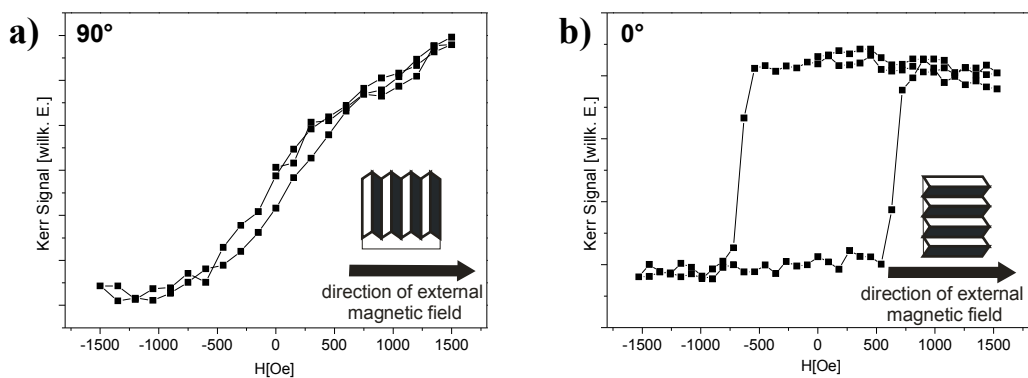 a)
90°
Kerr Signal [willk. E.]
direction of external
magnetic field
-1500 -1000 -500 0 500 1000 1500
H[Oe]
b)
0°
Kerr Signal [willk. E.]
direction of external
magnetic field
-1500 -1000 -500 0 500 1000 1500
H[Oe]